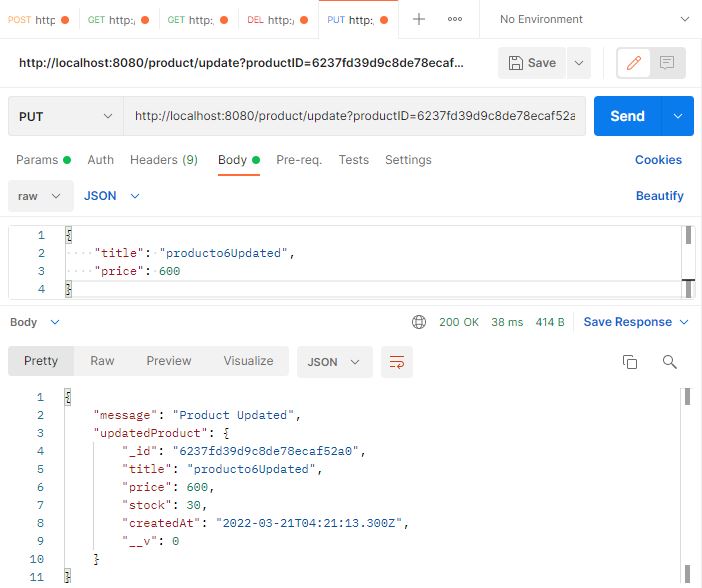 POST http
GET http:
GET http:
DEL http:
PUT http:
No Environment
http://localhost:8080/product/update?productID=6237fd39d9c8de78ecaf...
Save
PUT
http://localhost:8080/product/update?productID=6237fd39d9c8de78ecaf52a
Send
Params
Auth
Headers (9)
Body
Pre-req.
Tests
Settings
Cookies
raw
JSON
Beautify
1 {
2 "title": "producto6Updated",
3 "price": 600
4 }
Body
200 OK
38 ms
414 B
Save Response
Pretty
Raw
Preview
Visualize
JSON
1 {
2 "message": "Product Updated",
3 "updatedProduct": {
4 "_id": "6237fd39d9c8de78ecaf52a0",
5 "title": "producto6Updated",
6 "price": 600,
7 "stock": 30,
8 "createdAt": "2022-03-21T04:21:13.300Z",
9 "__v": 0
10 }
11 }